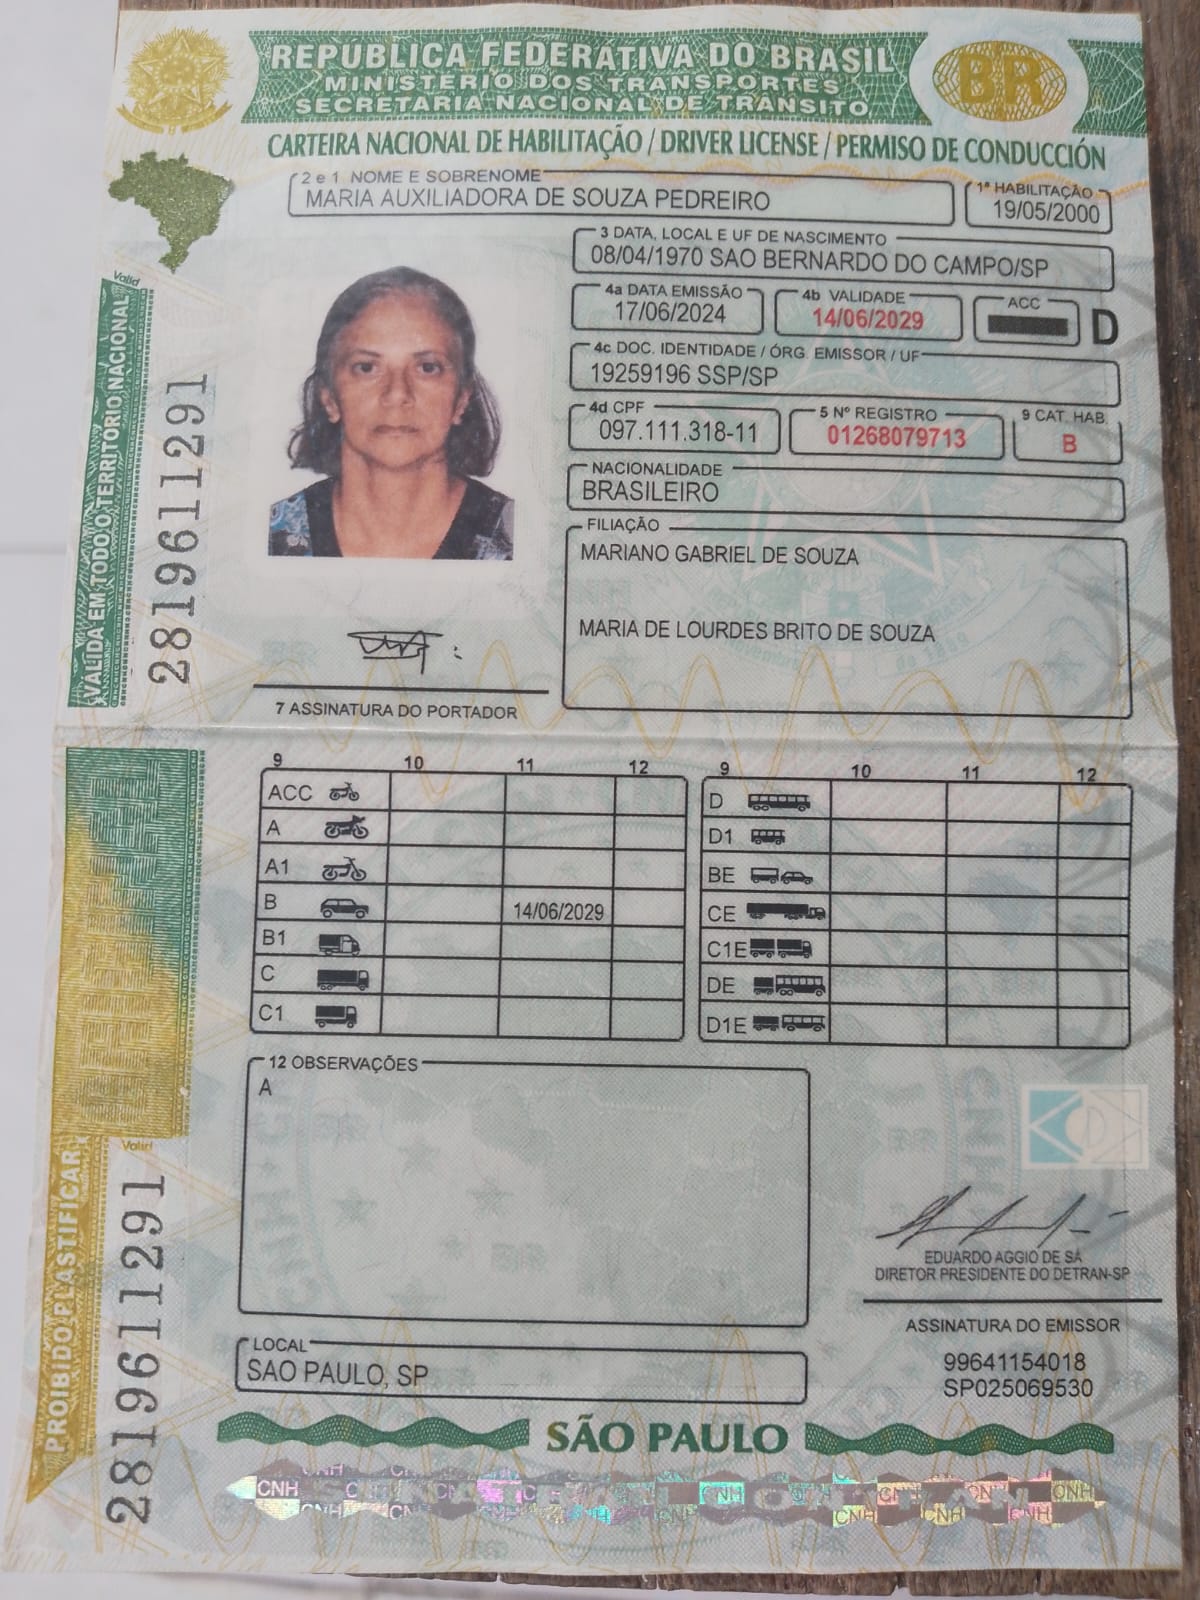 REPÚBLICA FEDERATIVA DO BRASIL
MINISTÉRIO DOS TRANSPORTES
SECRETARIA NACIONAL DE TRÂNSITO
BR
CARTEIRA NACIONAL DE HABILITAÇÃO / DRIVER LICENSE / PERMISO DE CONDUCCIÓN
2 e 1 NOME E SOBRENOME
MARIA AUXILIADORA DE SOUZA PEDREIRO
1ª HABILITAÇÃO
19/05/2000
3 DATA, LOCAL E UF DE NASCIMENTO
08/04/1970 SAO BERNARDO DO CAMPO/SP
4a DATA EMISSÃO
17/06/2024
4b VALIDADE
14/06/2029
ACC
D
4c DOC. IDENTIDADE / ÓRG. EMISSOR / UF
19259196 SSP/SP
4d CPF
097.111.318-11
5 Nº REGISTRO
01268079713
9 CAT. HAB.
B
NACIONALIDADE
BRASILEIRO
FILIAÇÃO
MARIANO GABRIEL DE SOUZA
MARIA DE LOURDES BRITO DE SOUZA
7 ASSINATURA DO PORTADOR
Valid
VALIDA EM TODO O TERRITÓRIO NACIONAL
2819611291
9 10 11 12
ACC
A
A1
B 14/06/2029
B1
C
C1
9 10 11 12
D
D1
BE
CE
C1E
DE
D1E
12 OBSERVAÇÕES
A
Valid
PROIBIDO PLASTIFICAR
2819611291
EDUARDO AGGIO DE SÁ
DIRETOR PRESIDENTE DO DETRAN-SP
ASSINATURA DO EMISSOR
99641154018
SP025069530
LOCAL
SAO PAULO, SP
SÃO PAULO
CNH CNH CNH CNH CNH CNH